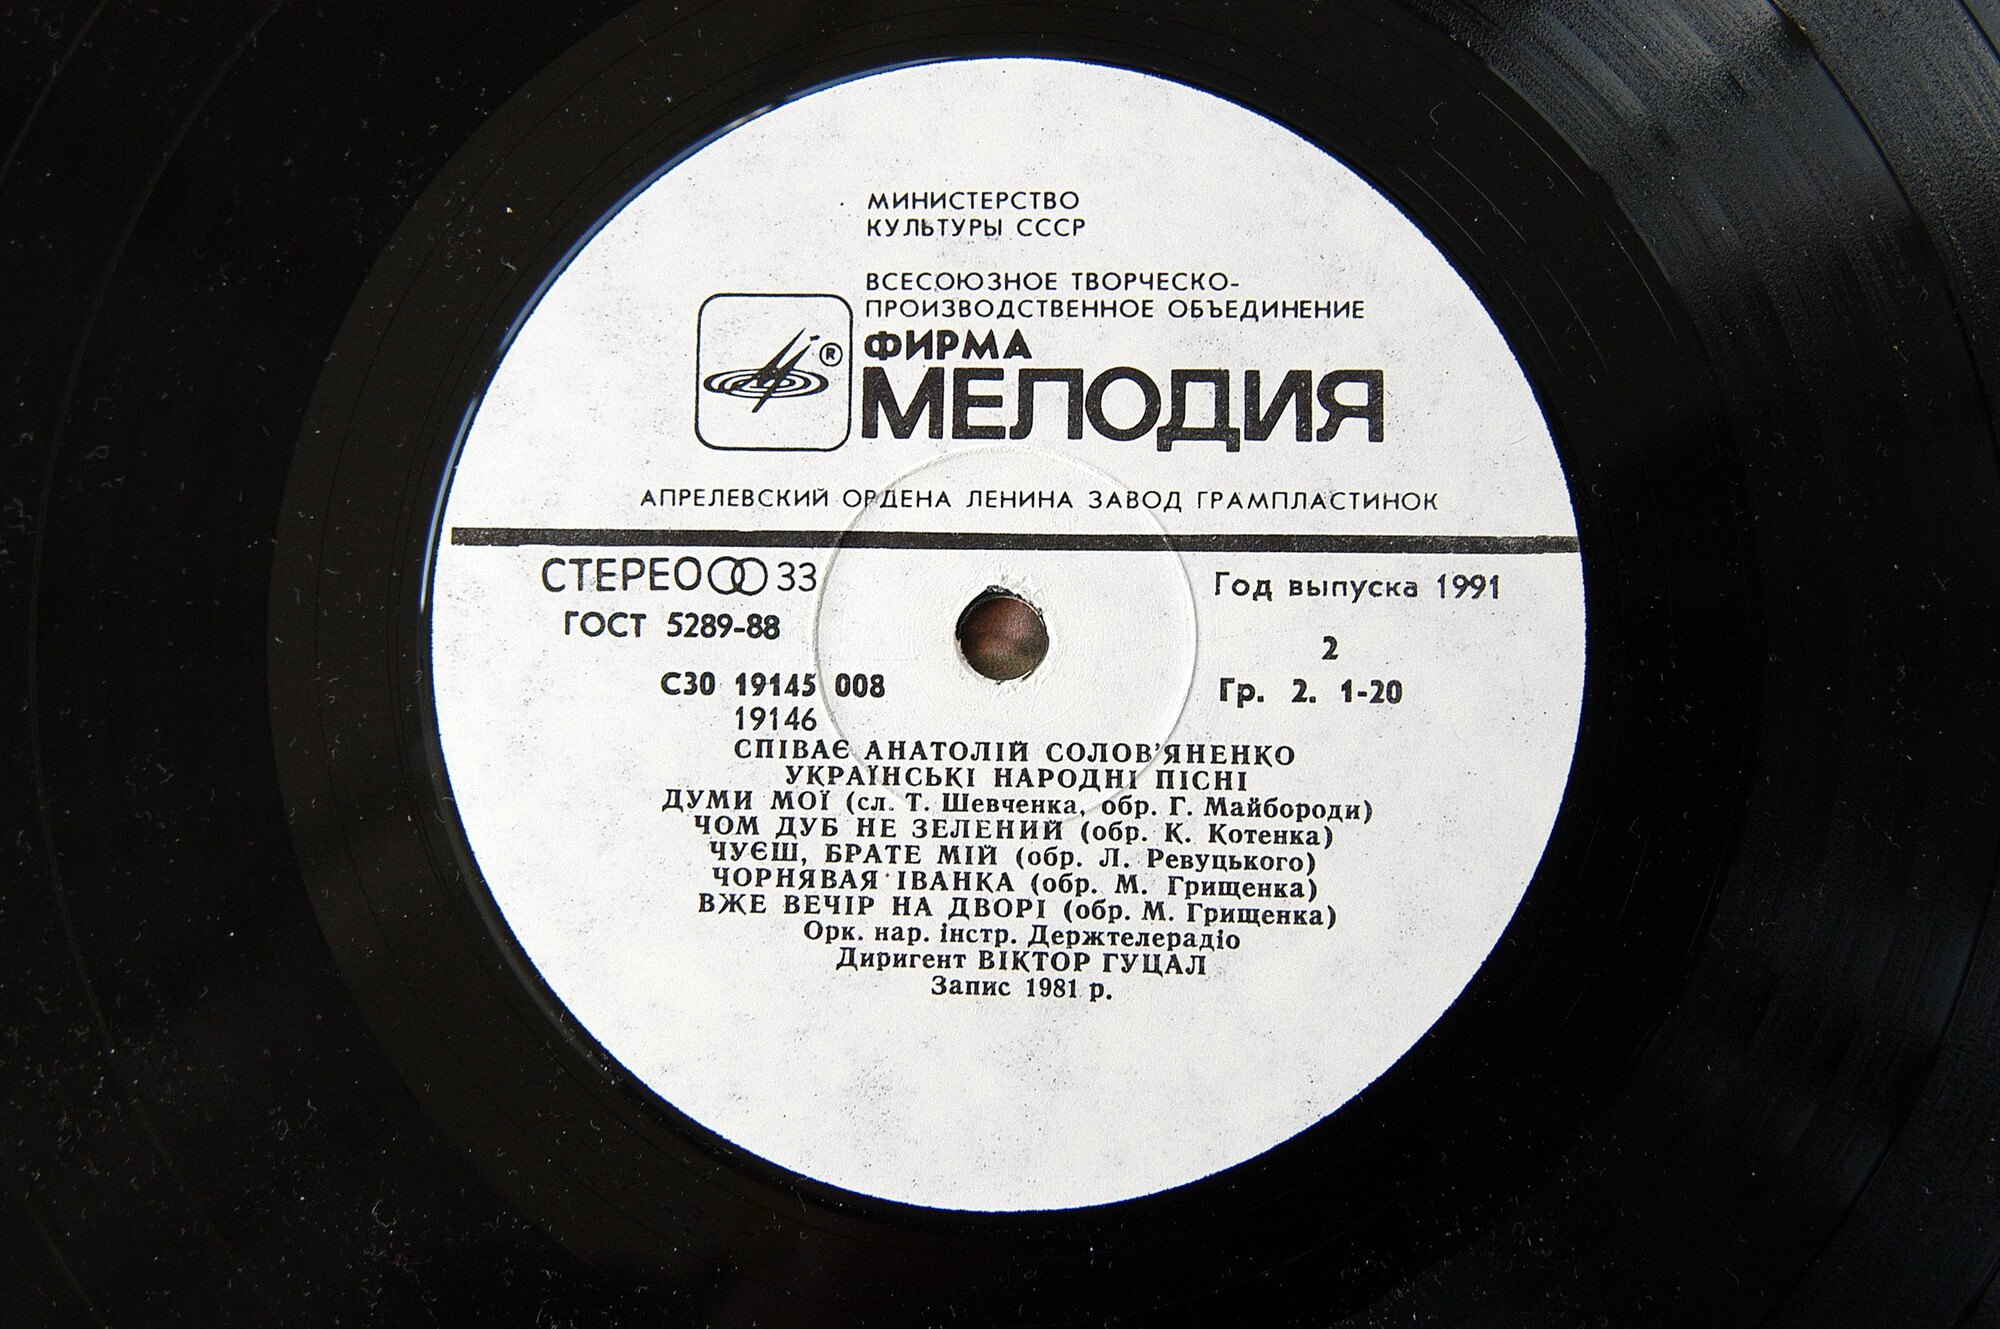 МИНИСТЕРСТВО
КУЛЬТУРЫ СССР
ВСЕСОЮЗНОЕ ТВОРЧЕСКО-
ПРОИЗВОДСТВЕННОЕ ОБЪЕДИНЕНИЕ
ФИРМА
®
МЕЛОДИЯ
АПРЕЛЕВСКИЙ ОРДЕНА ЛЕНИНА ЗАВОД ГРАМПЛАСТИНОК
СТЕРЕО 33
Год выпуска 1991
ГОСТ 5289-88
2
С30 19145 008
Гр. 2. 1-20
19146
СПІВАЄ АНАТОЛІЙ СОЛОВ'ЯНЕНКО
УКРАЇНСЬКІ НАРОДНІ ПІСНІ
ДУМИ МОЇ (сл. Т. Шевченка, обр. Г. Майбороди)
ЧОМ ДУБ НЕ ЗЕЛЕНИЙ (обр. К. Котенка)
ЧУЄШ, БРАТЕ МІЙ (обр. Л. Ревуцького)
ЧОРНЯВАЯ ІВАНКА (обр. М. Грищенка)
ВЖЕ ВЕЧІР НА ДВОРІ (обр. М. Грищенка)
Орк. нар. інстр. Держтелерадіо
Диригент ВІКТОР ГУЦАЛ
Запис 1981 р.